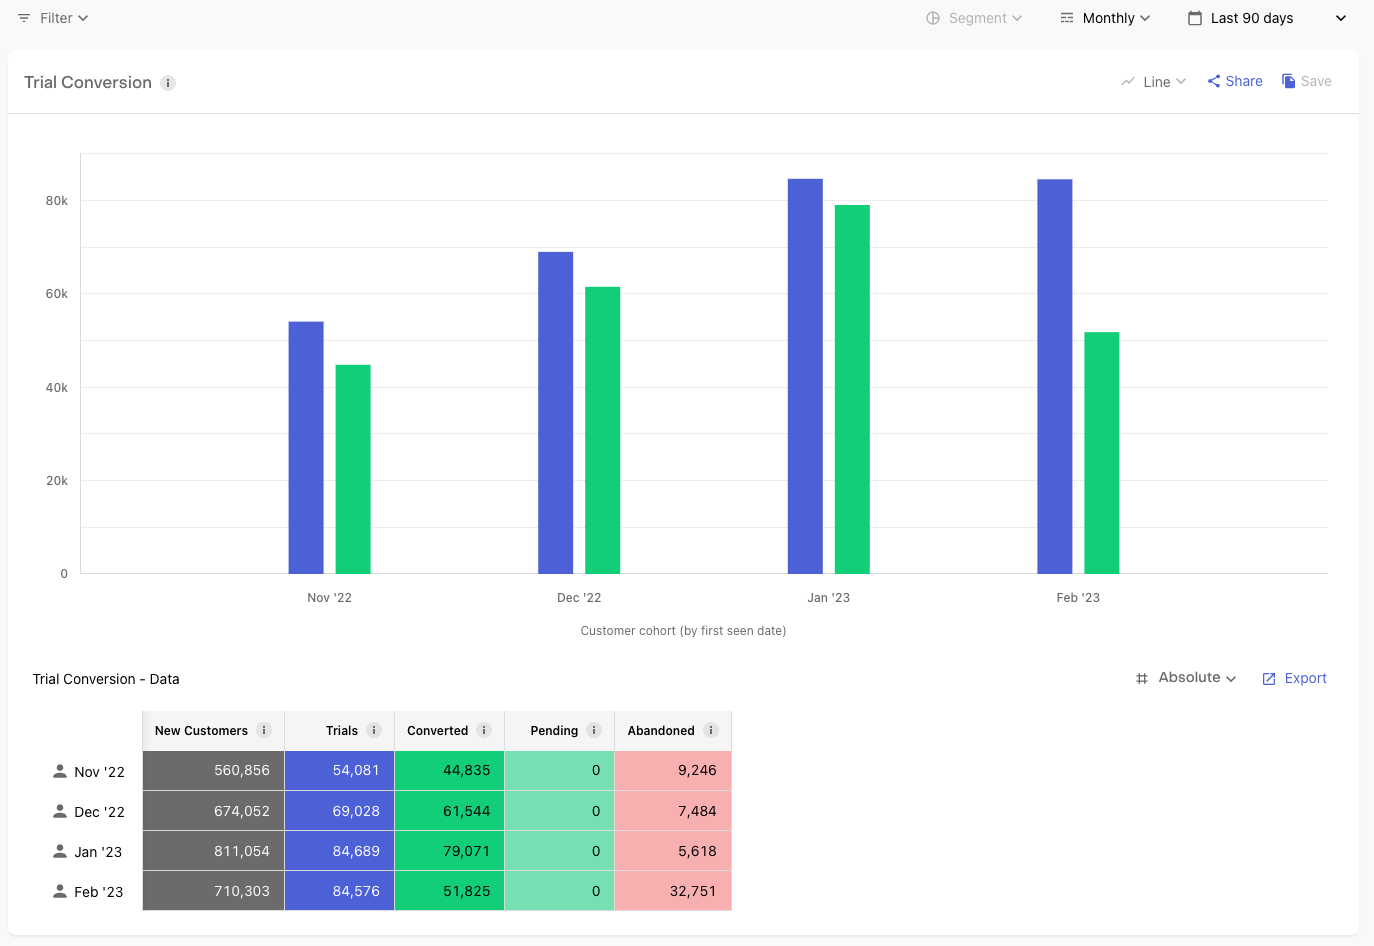 Filter Segment Monthly Last 90 days
Trial Conversion i Line Share Save
80k
60k
40k
20k
0
Nov '22 Dec '22 Jan '23 Feb '23
Customer cohort (by first seen date)
Trial Conversion - Data # Absolute Export
New Customers i Trials i Converted i Pending i Abandoned i
Nov '22 560,856 54,081 44,835 0 9,246
Dec '22 674,052 69,028 61,544 0 7,484
Jan '23 811,054 84,689 79,071 0 5,618
Feb '23 710,303 84,576 51,825 0 32,751